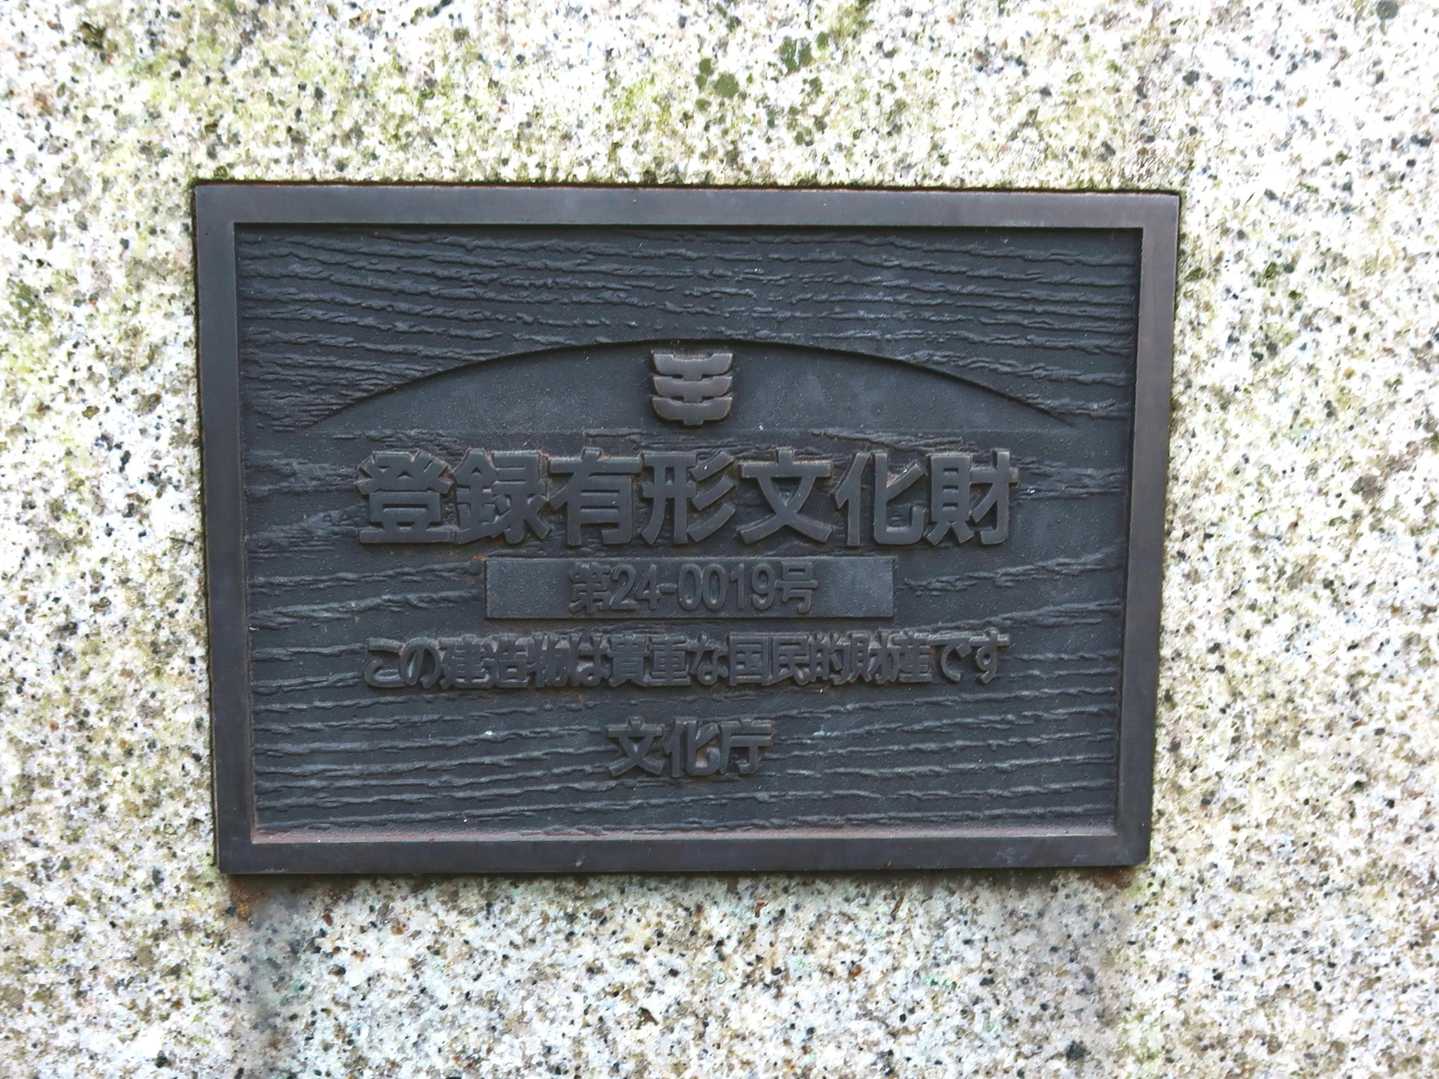 登録有形文化財
第24-0019号
この建造物は貴重な国民的財産です
文化庁